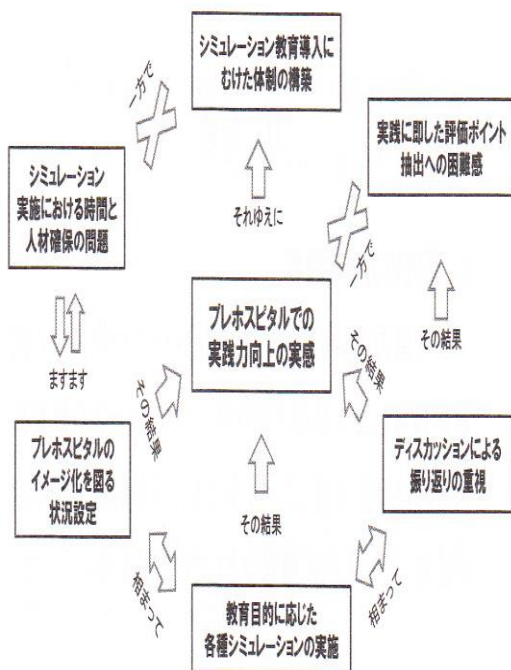 シミュレーション教育導入に
むけた体制の構築
一方で
実践に即した評価ポイント
抽出への困難感
シミュレーション
実施における時間と
人材確保の問題
それゆえに
一方で
プレホスピタルでの
実践力向上の実感
その結果
ますます
その結果
その結果
プレホスピタルの
イメージ化を図る
状況設定
ディスカッションによる
振り返りの重視
その結果
相まって
相まって
教育目的に応じた
各種シミュレーションの実施